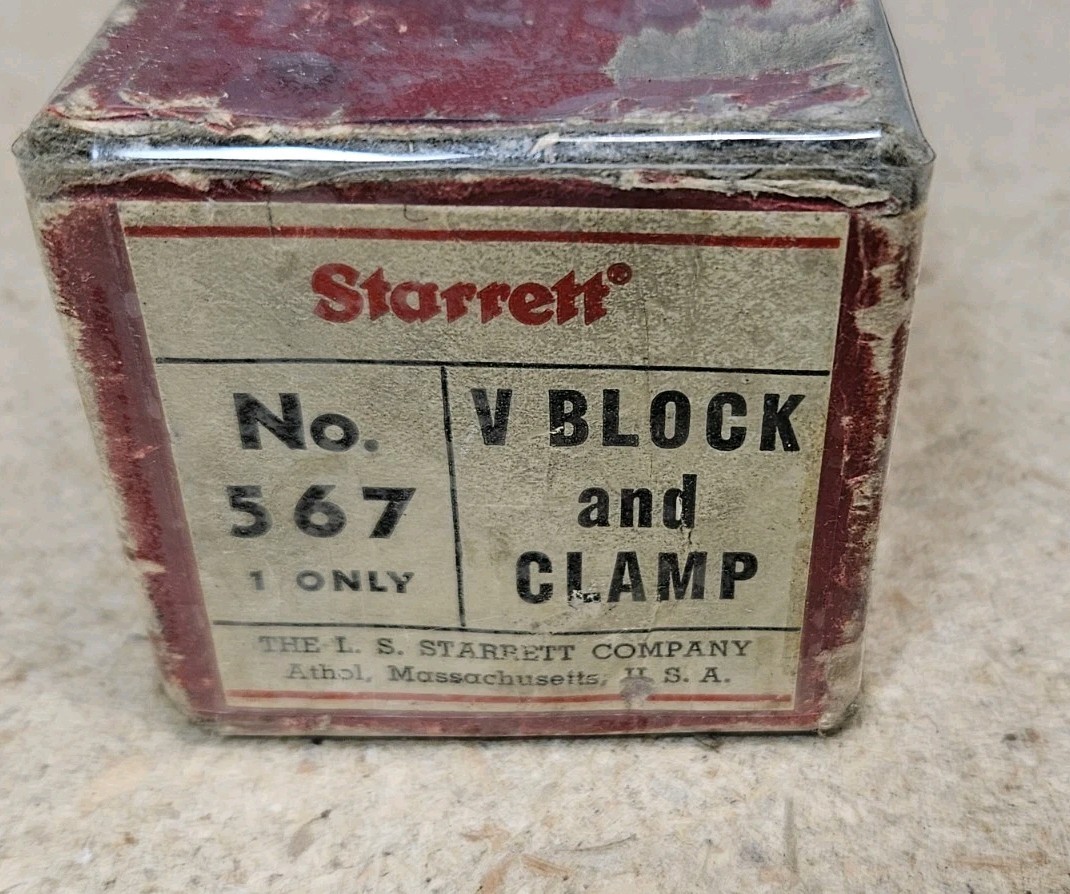 Starrett®
No.
567
1 ONLY
V BLOCK
and
CLAMP
THE L. S. STARRETT COMPANY
Athol, Massachusetts, U. S. A.